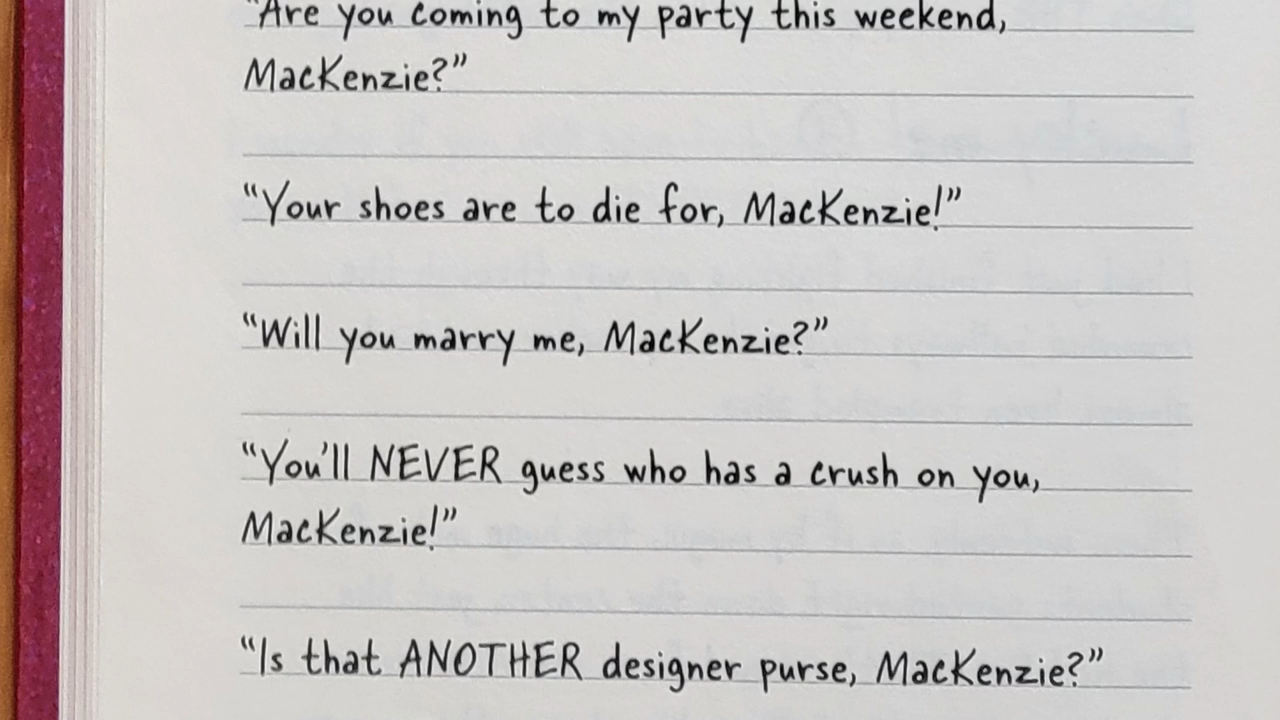 "Are you coming to my party this weekend,
MacKenzie?”
“Your shoes are to die for, MacKenzie!”
“Will you marry me, MacKenzie?”
“You'll NEVER guess who has a crush on you,
MacKenzie!”
“Is that ANOTHER designer purse, MacKenzie?”